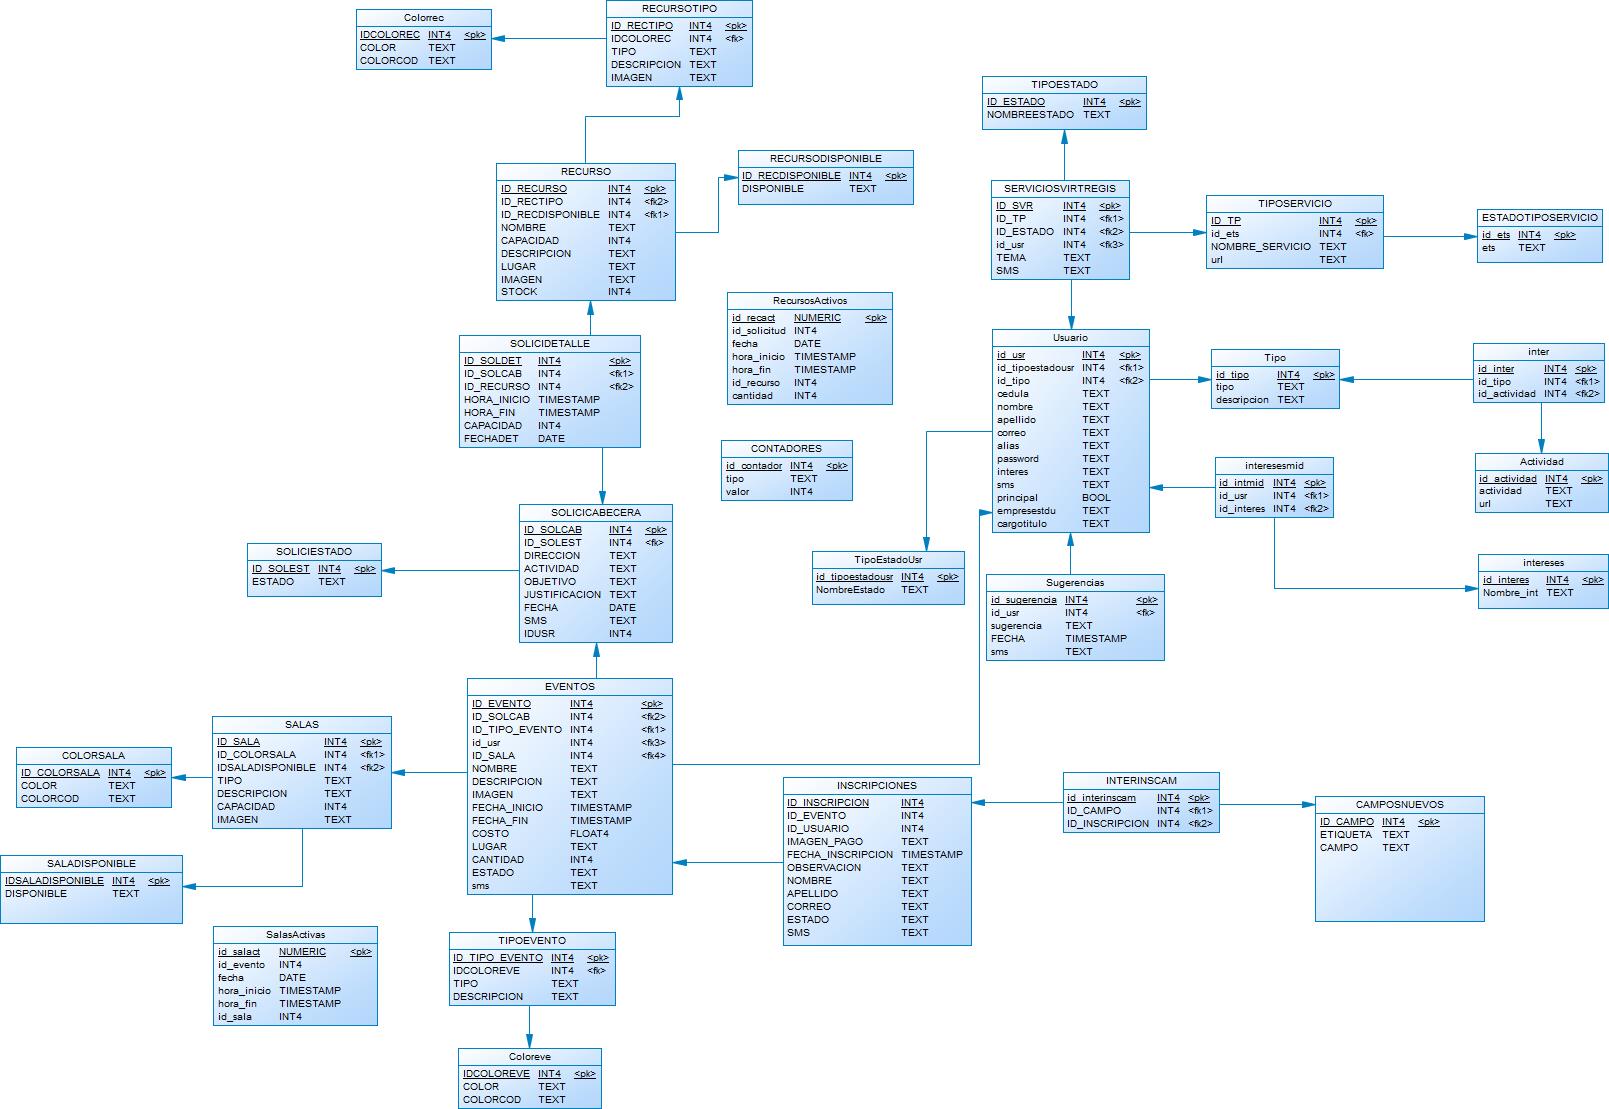 Colorrec
IDCOLOREC INT4 <pk>
COLOR TEXT
COLORCOD TEXT
RECURSOTIPO
ID_RECTIPO INT4 <pk>
IDCOLOREC INT4 <fk>
TIPO TEXT
DESCRIPCION TEXT
IMAGEN TEXT
TIPOESTADO
ID_ESTADO INT4 <pk>
NOMBREESTADO TEXT
RECURSODISPONIBLE
ID_RECDISPONIBLE INT4 <pk>
DISPONIBLE TEXT
RECURSO
ID_RECURSO INT4 <pk>
ID_RECTIPO INT4 <fk2>
ID_RECDISPONIBLE INT4 <fk1>
NOMBRE TEXT
CAPACIDAD INT4
DESCRIPCION TEXT
LUGAR TEXT
IMAGEN TEXT
STOCK INT4
SERVICIOSVIRTREGIS
ID_SVR INT4 <pk>
ID_TP INT4 <fk1>
ID_ESTADO INT4 <fk2>
id_usr INT4 <fk3>
TEMA TEXT
SMS TEXT
TIPOSERVICIO
ID_TP INT4 <pk>
id_ets INT4 <fk>
NOMBRE_SERVICIO TEXT
url TEXT
ESTADOTIPOSERVICIO
id_ets INT4 <pk>
ets TEXT
RecursosActivos
id_recact NUMERIC <pk>
id_solicitud INT4
fecha DATE
hora_inicio TIMESTAMP
hora_fin TIMESTAMP
id_recurso INT4
cantidad INT4
SOLICIDETALLE
ID_SOLDET INT4 <pk>
ID_SOLCAB INT4 <fk1>
ID_RECURSO INT4 <fk2>
HORA_INICIO TIMESTAMP
HORA_FIN TIMESTAMP
CAPACIDAD INT4
FECHADET DATE
Usuario
id_usr INT4 <pk>
id_tipoestadousr INT4 <fk1>
id_tipo INT4 <fk2>
cedula TEXT
nombre TEXT
apellido TEXT
correo TEXT
alias TEXT
password TEXT
interes TEXT
sms TEXT
principal BOOL
empresestdu TEXT
cargotitulo TEXT
Tipo
id_tipo INT4 <pk>
tipo TEXT
descripcion TEXT
inter
id_inter INT4 <pk>
id_tipo INT4 <fk1>
id_actividad INT4 <fk2>
CONTADORES
id_contador INT4 <pk>
tipo TEXT
valor INT4
interesesmid
id_intmid INT4 <pk>
id_usr INT4 <fk1>
id_interes INT4 <fk2>
Actividad
id_actividad INT4 <pk>
actividad TEXT
url TEXT
SOLICICABECERA
ID_SOLCAB INT4 <pk>
ID_SOLEST INT4 <fk>
DIRECCION TEXT
ACTIVIDAD TEXT
OBJETIVO TEXT
JUSTIFICACION TEXT
FECHA DATE
SMS TEXT
IDUSR INT4
SOLICIESTADO
ID_SOLEST INT4 <pk>
ESTADO TEXT
TipoEstadoUsr
id_tipoestadousr INT4 <pk>
NombreEstado TEXT
Sugerencias
id_sugerencia INT4 <pk>
id_usr INT4 <fk>
sugerencia TEXT
FECHA TIMESTAMP
sms TEXT
intereses
id_interes INT4 <pk>
Nombre_int TEXT
EVENTOS
ID_EVENTO INT4 <pk>
ID_SOLCAB INT4 <fk2>
ID_TIPO_EVENTO INT4 <fk1>
id_usr INT4 <fk3>
ID_SALA INT4 <fk4>
NOMBRE TEXT
DESCRIPCION TEXT
IMAGEN TEXT
FECHA_INICIO TIMESTAMP
FECHA_FIN TIMESTAMP
COSTO FLOAT4
LUGAR TEXT
CANTIDAD INT4
ESTADO TEXT
sms TEXT
SALAS
ID_SALA INT4 <pk>
ID_COLORSALA INT4 <fk1>
IDSALADISPONIBLE INT4 <fk2>
TIPO TEXT
DESCRIPCION TEXT
CAPACIDAD INT4
IMAGEN TEXT
COLORSALA
ID_COLORSALA INT4 <pk>
COLOR TEXT
COLORCOD TEXT
INSCRIPCIONES
ID_INSCRIPCION INT4
ID_EVENTO INT4
ID_USUARIO INT4
IMAGEN_PAGO TEXT
FECHA_INSCRIPCION TIMESTAMP
OBSERVACION TEXT
NOMBRE TEXT
APELLIDO TEXT
CORREO TEXT
ESTADO TEXT
SMS TEXT
INTERINSCAM
id_interinscam INT4 <pk>
ID_CAMPO INT4 <fk1>
ID_INSCRIPCION INT4 <fk2>
CAMPOSNUEVOS
ID_CAMPO INT4 <pk>
ETIQUETA TEXT
CAMPO TEXT
SALADISPONIBLE
IDSALADISPONIBLE INT4 <pk>
DISPONIBLE TEXT
SalasActivas
id_salact NUMERIC <pk>
id_evento INT4
fecha DATE
hora_inicio TIMESTAMP
hora_fin TIMESTAMP
id_sala INT4
TIPOEVENTO
ID_TIPO_EVENTO INT4 <pk>
IDCOLOREVE INT4 <fk>
TIPO TEXT
DESCRIPCION TEXT
Coloreve
IDCOLOREVE INT4 <pk>
COLOR TEXT
COLORCOD TEXT